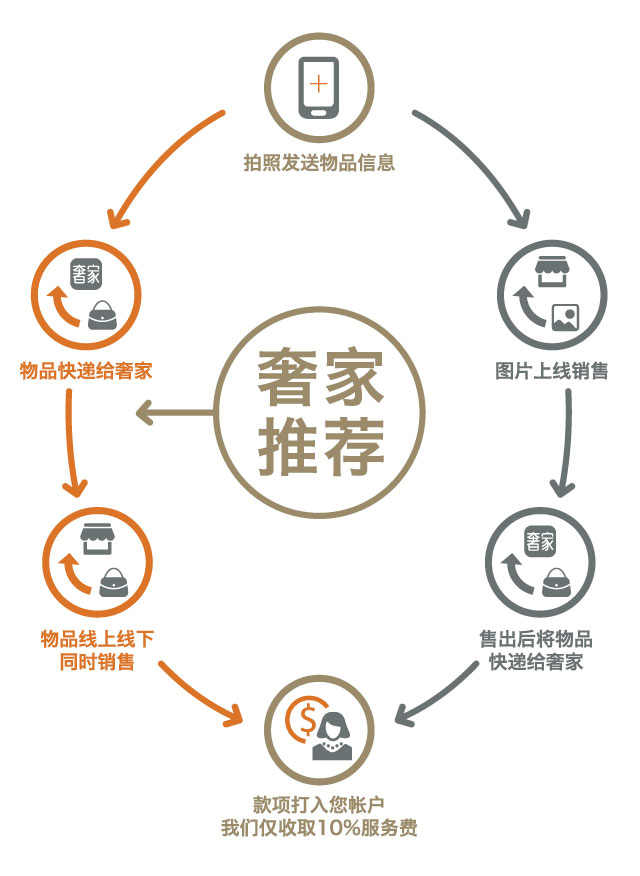 拍照发送物品信息
奢家
物品快递给奢家
图片上线销售
奢家
推荐
奢家
物品线上线下
同时销售
售出后将物品
快递给奢家
$
款项打入您帐户
我们仅收取10%服务费